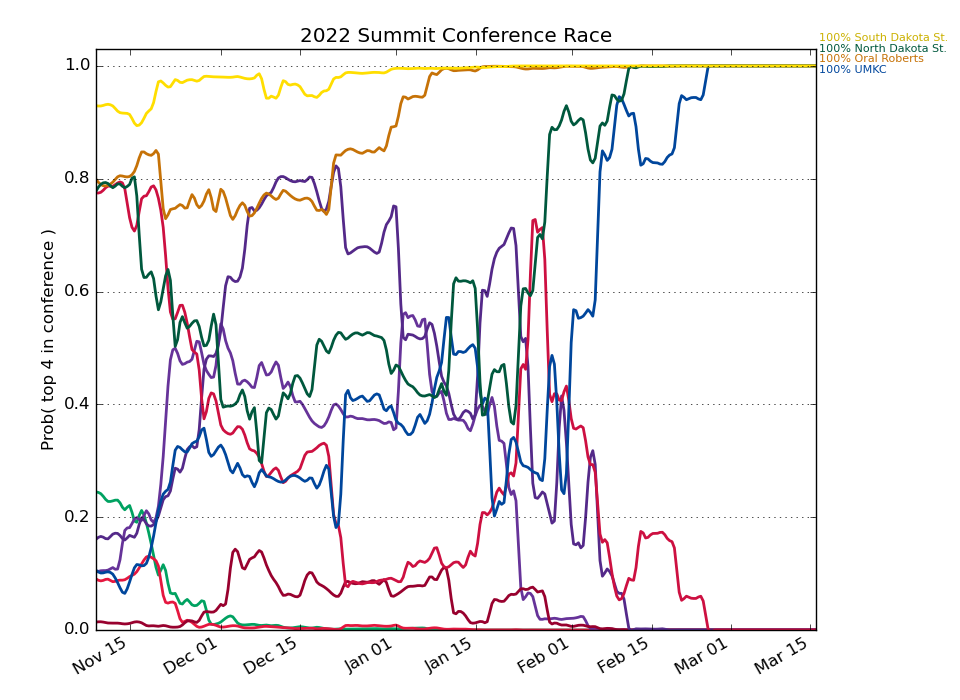 2022 Summit Conference Race
100% South Dakota St.
100% North Dakota St.
100% Oral Roberts
100% UMKC
Prob( top 4 in conference )
1.0
0.8
0.6
0.4
0.2
0.0
Nov 15
Dec 01
Dec 15
Jan 01
Jan 15
Feb 01
Feb 15
Mar 01
Mar 15